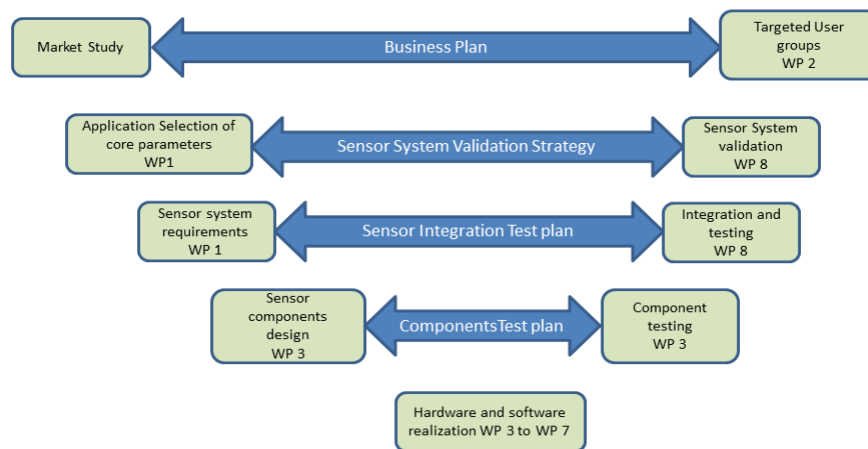 Market Study
Business Plan
Targeted User
groups
WP 2
Application Selection of
core parameters
WP1
Sensor System Validation Strategy
Sensor System
validation
WP 8
Sensor system
requirements
WP 1
Sensor Integration Test plan
Integration and
testing
WP 8
Sensor
components
design
WP 3
ComponentsTest plan
Component
testing
WP 3
Hardware and software
realization WP 3 to WP 7